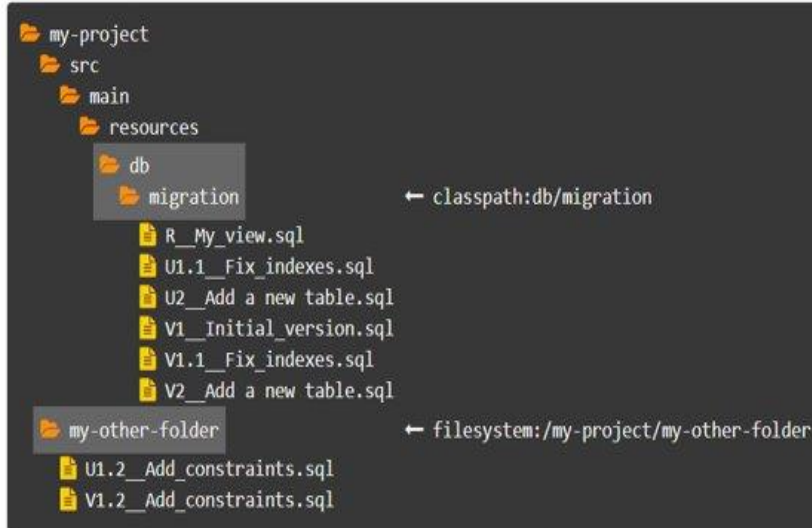 my-project
src
main
resources
db
migration ← classpath:db/migration
R__My_view.sql
U1.1__Fix_indexes.sql
U2__Add a new table.sql
V1__Initial_version.sql
V1.1__Fix_indexes.sql
V2__Add a new table.sql
my-other-folder ← filesystem:/my-project/my-other-folder
U1.2__Add_constraints.sql
V1.2__Add_constraints.sql